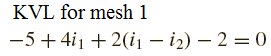 KVL for mesh 1
−5 + 4i₁ + 2(i₁ − i₂) − 2 = 0